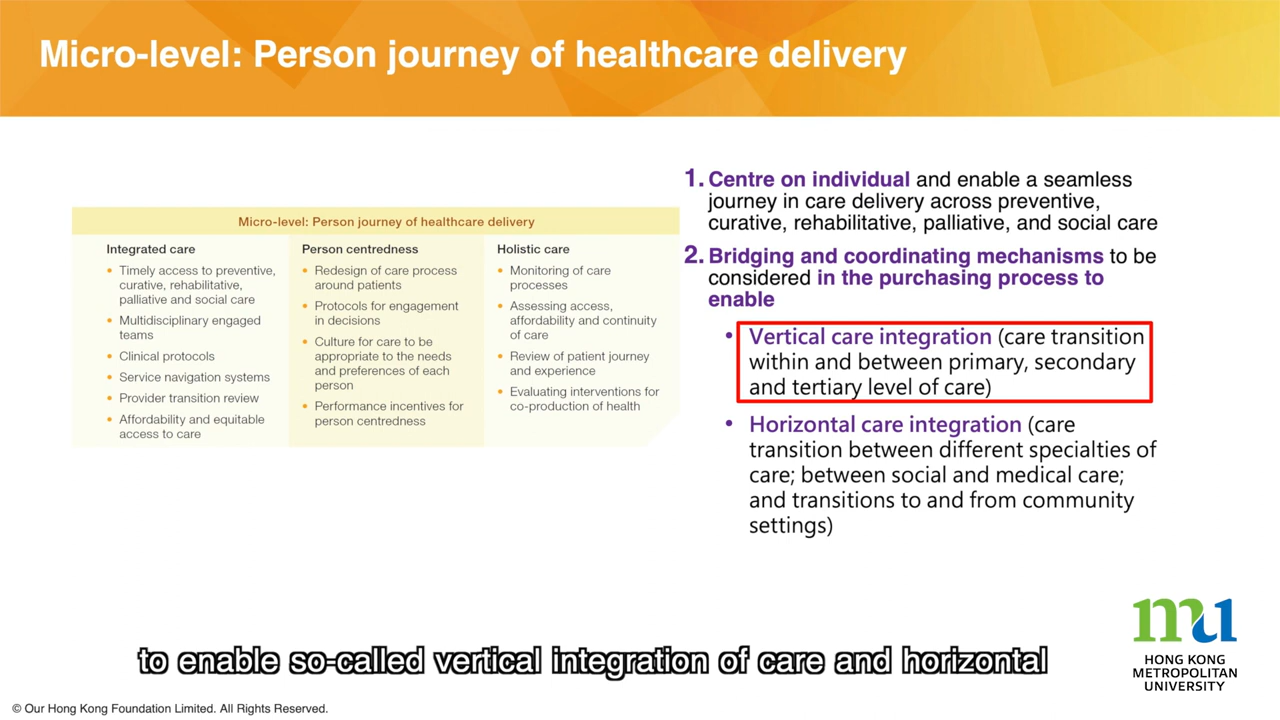 Micro-level: Person journey of healthcare delivery
Micro-level: Person journey of healthcare delivery
Integrated care
• Timely access to preventive,
curative, rehabilitative,
palliative and social care
• Multidisciplinary engaged
teams
• Clinical protocols
• Service navigation systems
• Provider transition review
• Affordability and equitable
access to care
Person centredness
• Redesign of care process
around patients
• Protocols for engagement
in decisions
• Culture for care to be
appropriate to the needs
and preferences of each
person
• Performance incentives for
person centredness
Holistic care
• Monitoring of care
processes
• Assessing access,
affordability and continuity
of care
• Review of patient journey
and experience
• Evaluating interventions for
co-production of health
1. Centre on individual and enable a seamless
journey in care delivery across preventive,
curative, rehabilitative, palliative, and social care
2. Bridging and coordinating mechanisms to be
considered in the purchasing process to
enable
• Vertical care integration (care transition
within and between primary, secondary
and tertiary level of care)
• Horizontal care integration (care
transition between different specialties of
care; between social and medical care;
and transitions to and from community
settings)
to enable so-called vertical integration of care and horizontal
mu
HONG KONG
METROPOLITAN
UNIVERSITY
© Our Hong Kong Foundation Limited. All Rights Reserved.